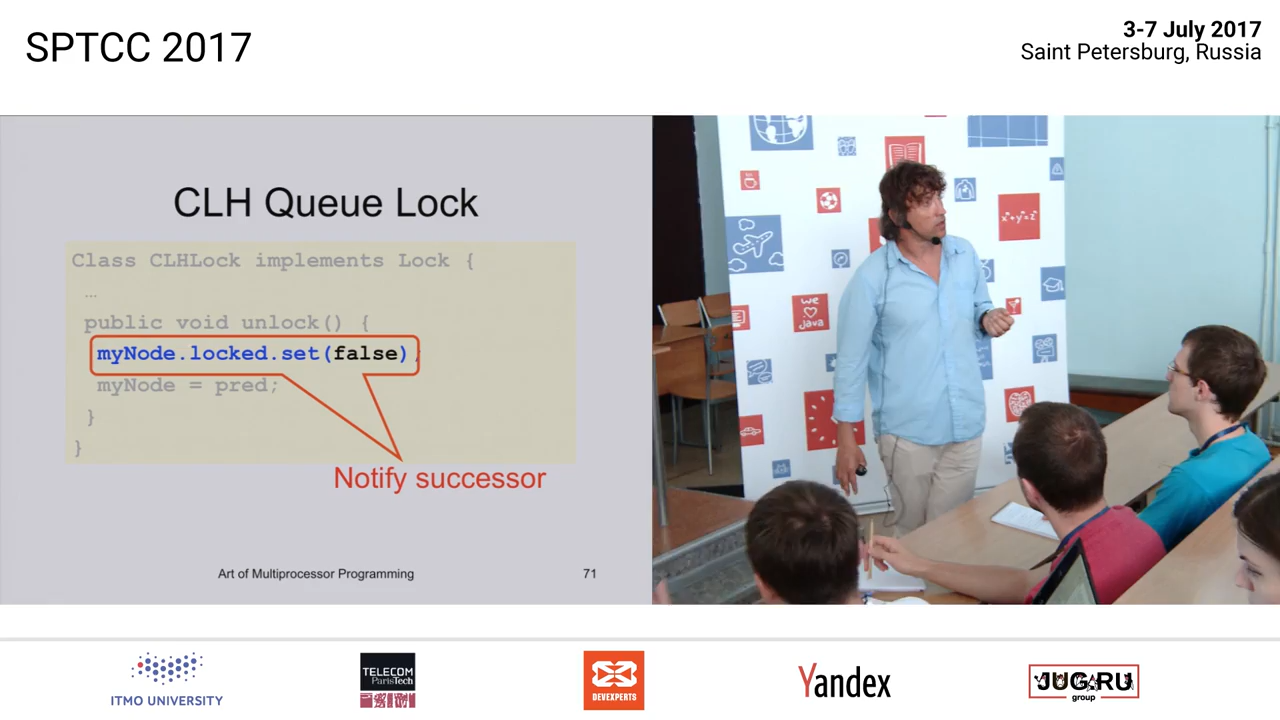 SPTCC 2017
3-7 July 2017
Saint Petersburg, Russia
CLH Queue Lock
Class CLHLock implements Lock {
…
public void unlock() {
myNode.locked.set(false);
myNode = pred;
}
}
Notify successor
Art of Multiprocessor Programming
71
we
java
x+y=z
ITMO UNIVERSITY
TELECOM
ParisTech
DEVEXPERTS
Yandex
JUG.RU
group